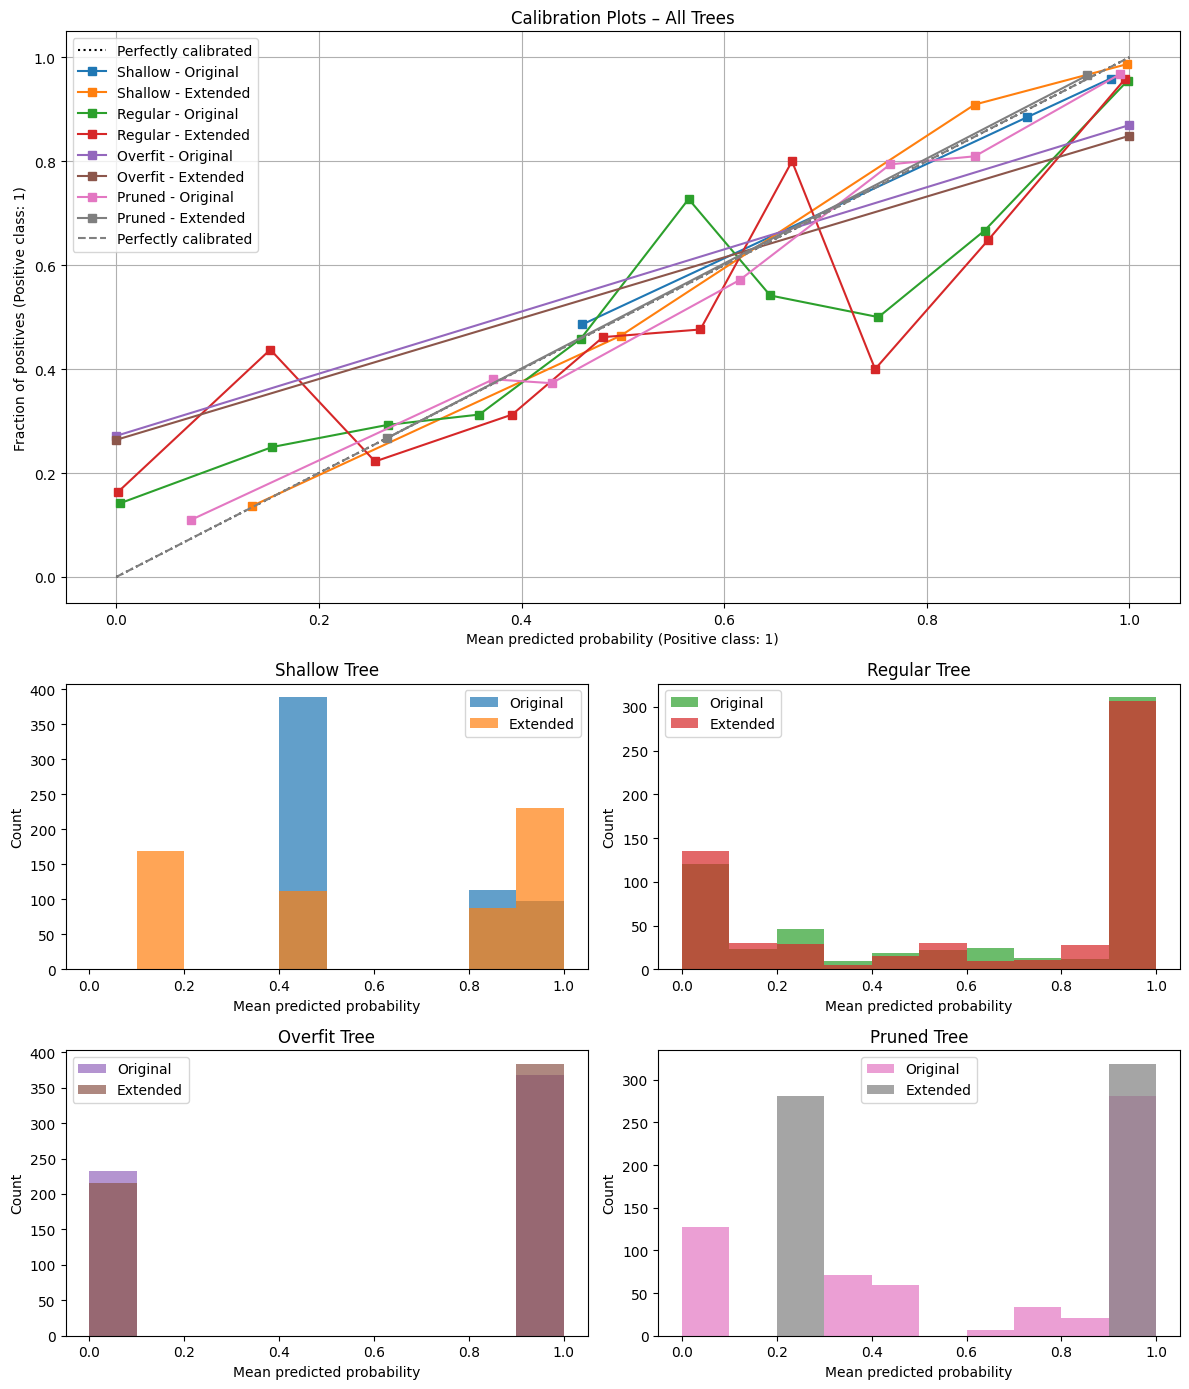 Calibration Plots – All Trees
Perfectly calibrated
Shallow - Original
Shallow - Extended
Regular - Original
Regular - Extended
Overfit - Original
Overfit - Extended
Pruned - Original
Pruned - Extended
Perfectly calibrated
Fraction of positives (Positive class: 1)
1.0
0.8
0.6
0.4
0.2
0.0
0.0 0.2 0.4 0.6 0.8 1.0
Mean predicted probability (Positive class: 1)
Shallow Tree
Original
Extended
Count
400
350
300
250
200
150
100
50
0
0.0 0.2 0.4 0.6 0.8 1.0
Mean predicted probability
Regular Tree
Original
Extended
Count
300
250
200
150
100
50
0
0.0 0.2 0.4 0.6 0.8 1.0
Mean predicted probability
Overfit Tree
Original
Extended
Count
400
350
300
250
200
150
100
50
0
0.0 0.2 0.4 0.6 0.8 1.0
Mean predicted probability
Pruned Tree
Original
Extended
Count
300
250
200
150
100
50
0
0.0 0.2 0.4 0.6 0.8 1.0
Mean predicted probability